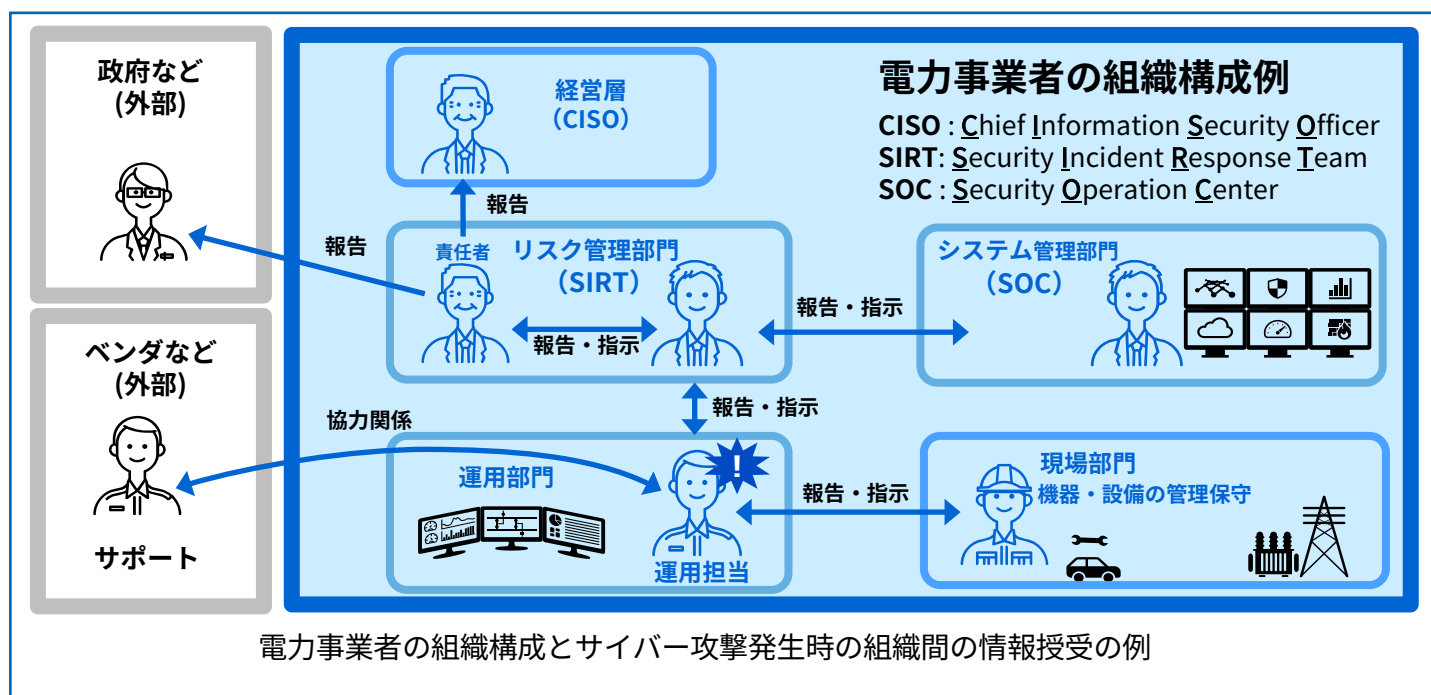 政府など
(外部)
ベンダなど
(外部)
サポート
電力事業者の組織構成例
CISO : Chief Information Security Officer
SIRT: Security Incident Response Team
SOC : Security Operation Center
経営層
（CISO）
報告
報告
責任者
リスク管理部門
（SIRT）
報告・指示
報告・指示
システム管理部門
（SOC）
報告・指示
協力関係
運用部門
!
運用担当
報告・指示
現場部門
機器・設備の管理保守
電力事業者の組織構成とサイバー攻撃発生時の組織間の情報授受の例